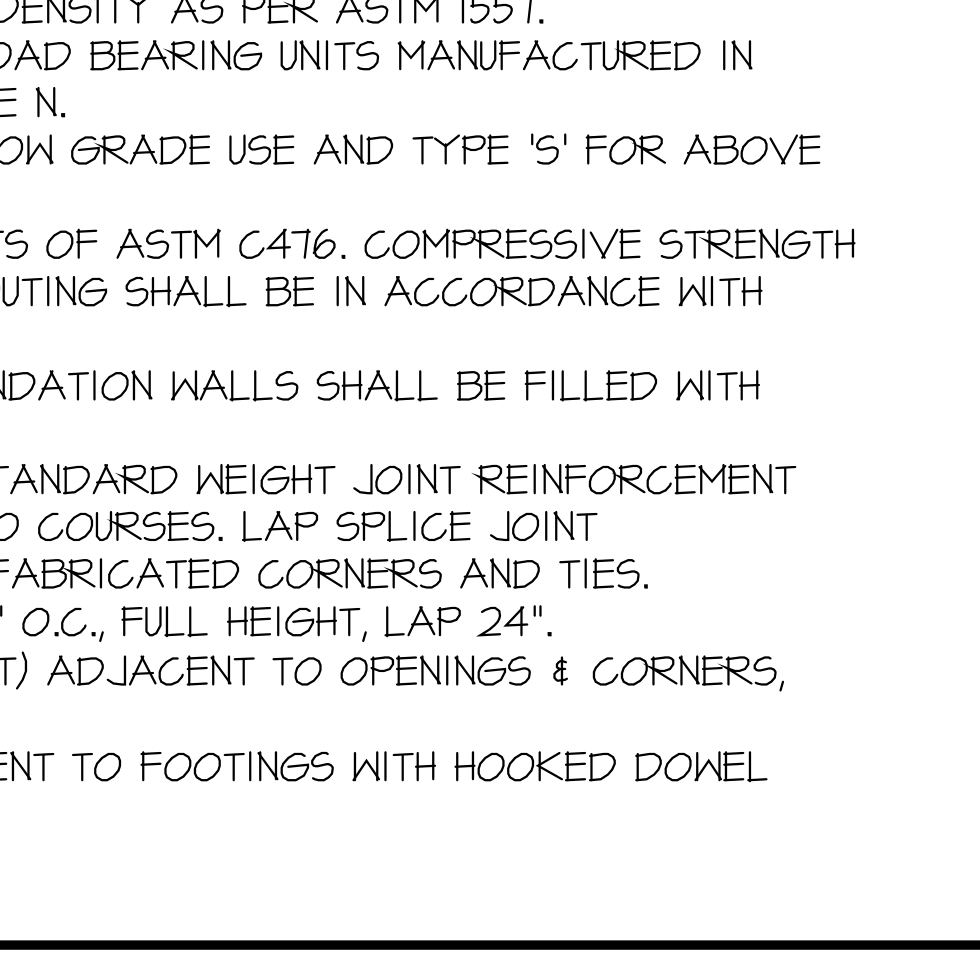 DENSITY AS PER ASTM 1557.
OAD BEARING UNITS MANUFACTURED IN
E N.
OW GRADE USE AND TYPE 'S' FOR ABOVE
TS OF ASTM C476. COMPRESSIVE STRENGTH
UTING SHALL BE IN ACCORDANCE WITH
NDATION WALLS SHALL BE FILLED WITH
TANDARD WEIGHT JOINT REINFORCEMENT
O COURSES. LAP SPLICE JOINT
FABRICATED CORNERS AND TIES.
" O.C., FULL HEIGHT, LAP 24".
T) ADJACENT TO OPENINGS & CORNERS,
ENT TO FOOTINGS WITH HOOKED DOWEL